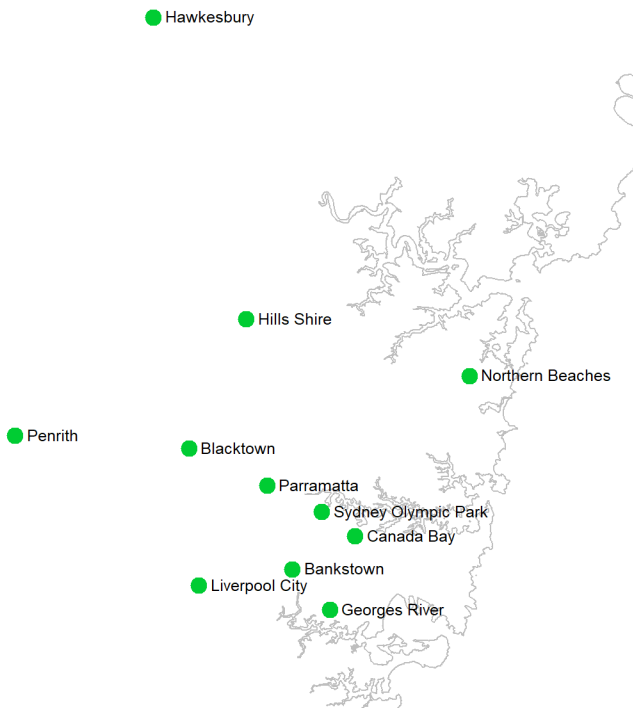 Hawkesbury
Hills Shire
Northern Beaches
Penrith
Blacktown
Parramatta
Sydney Olympic Park
Canada Bay
Bankstown
Liverpool City
Georges River